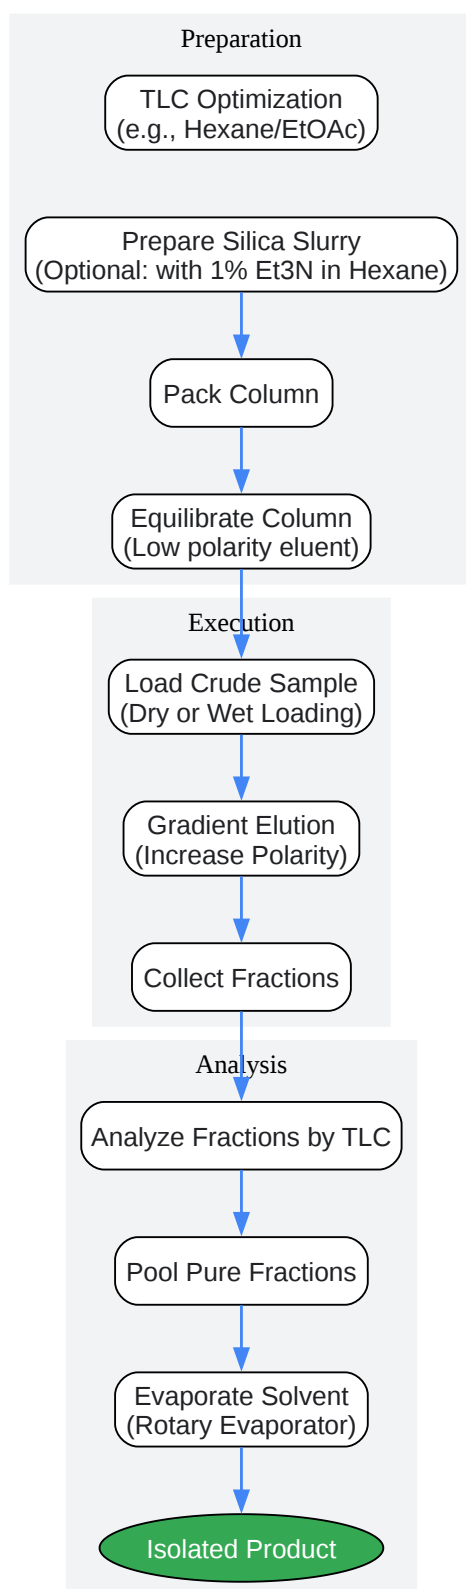 Preparation
TLC Optimization
(e.g., Hexane/EtOAc)
Prepare Silica Slurry
(Optional: with 1% Et3N in Hexane)
Pack Column
Equilibrate Column
(Low polarity eluent)
Execution
Load Crude Sample
(Dry or Wet Loading)
Gradient Elution
(Increase Polarity)
Collect Fractions
Analysis
Analyze Fractions by TLC
Pool Pure Fractions
Evaporate Solvent
(Rotary Evaporator)
Isolated Product